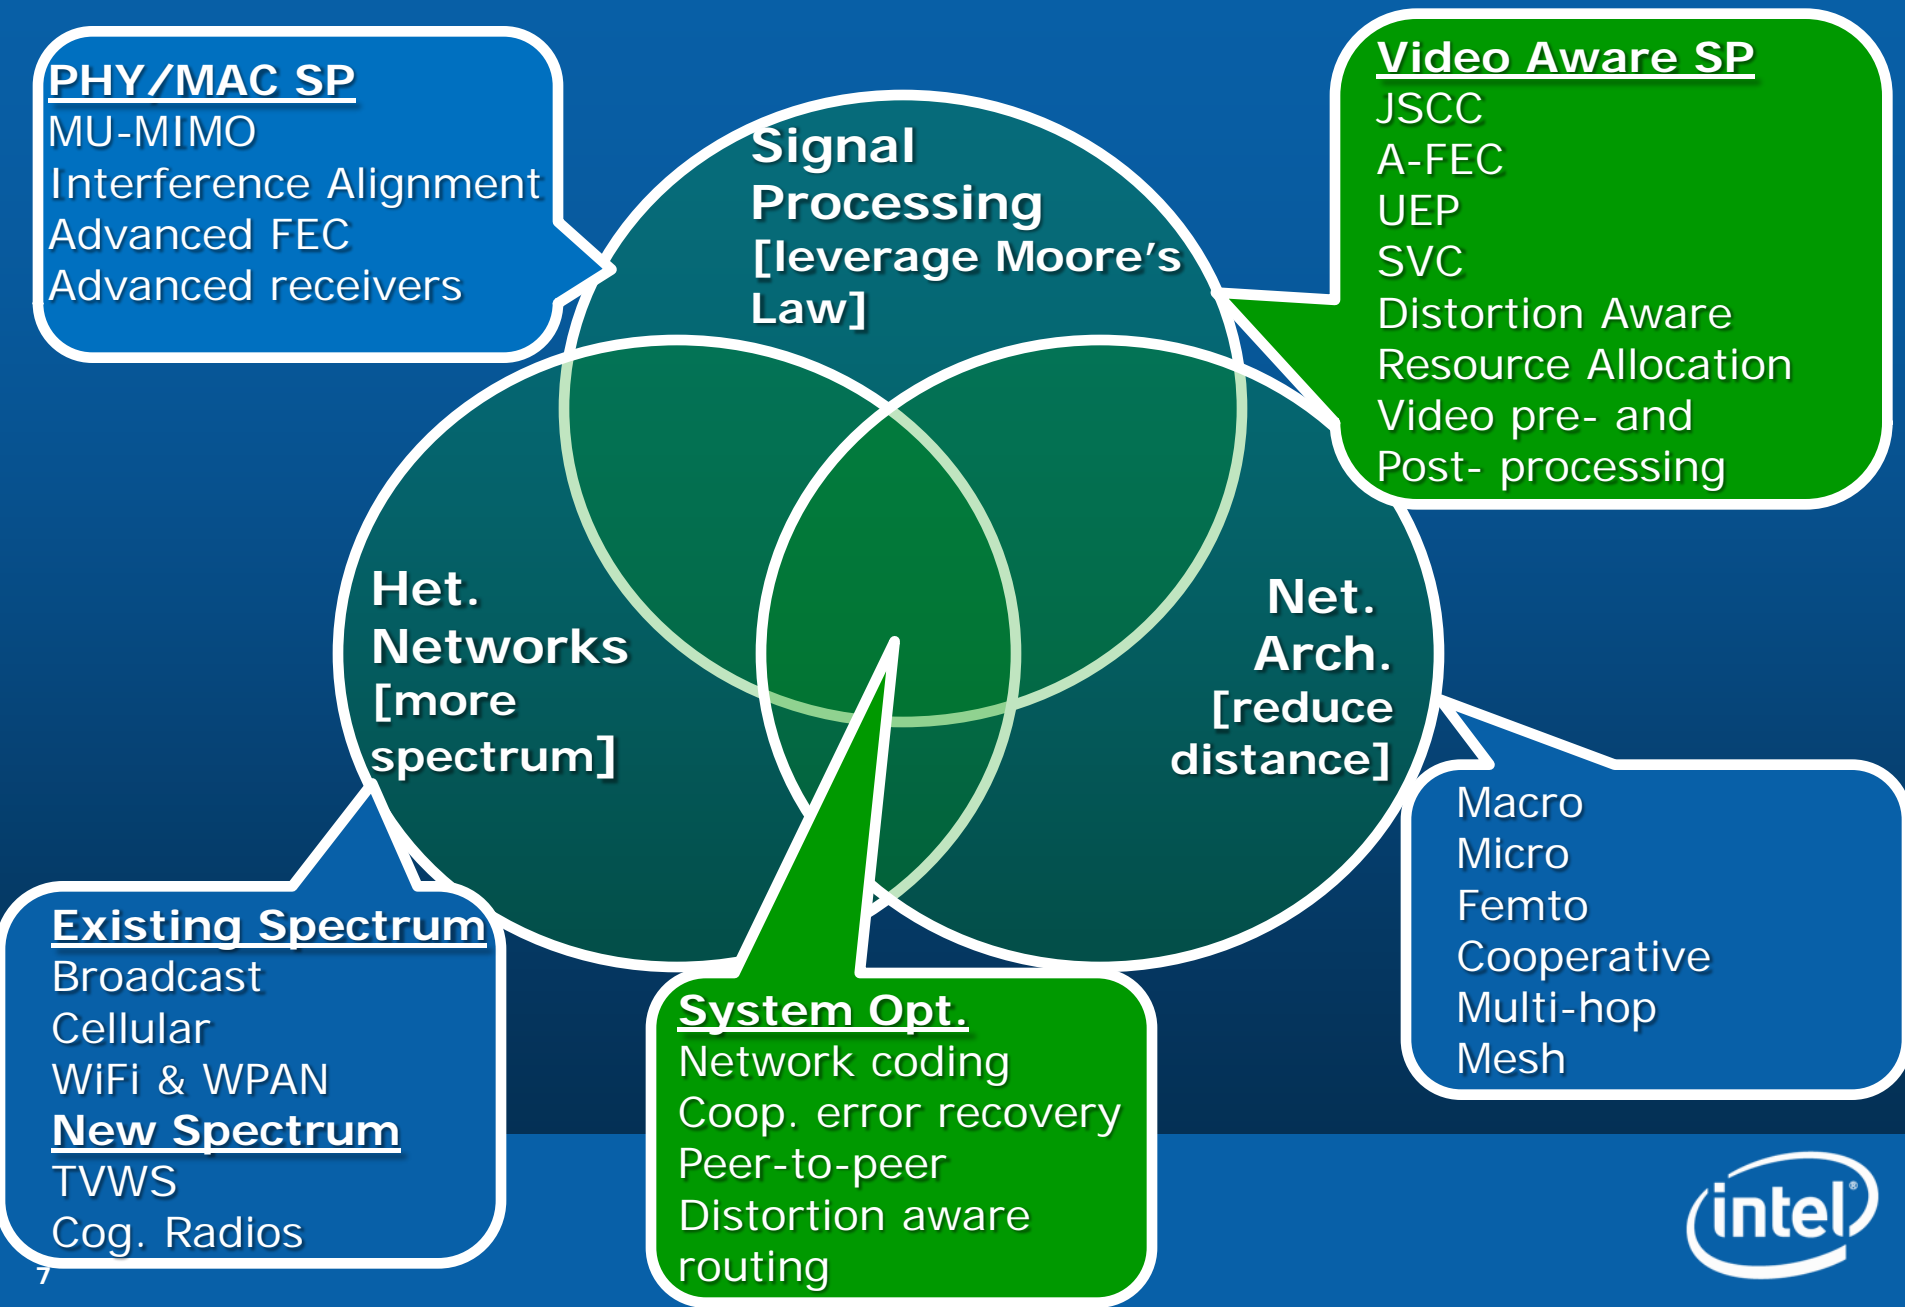 PHY/MAC SP
MU-MIMO
Interference Alignment
Advanced FEC
Advanced receivers
Signal
Processing
[leverage Moore's
Law]
Video Aware SP
JSCC
A-FEC
UEP
SVC
Distortion Aware
Resource Allocation
Video pre- and
Post- processing
Het.
Networks
[more
spectrum]
Net.
Arch.
[reduce
distance]
Existing Spectrum
Broadcast
Cellular
WiFi & WPAN
New Spectrum
TVWS
Cog. Radios
System Opt.
Network coding
Coop. error recovery
Peer-to-peer
Distortion aware
routing
Macro
Micro
Femto
Cooperative
Multi-hop
Mesh
intel®
7